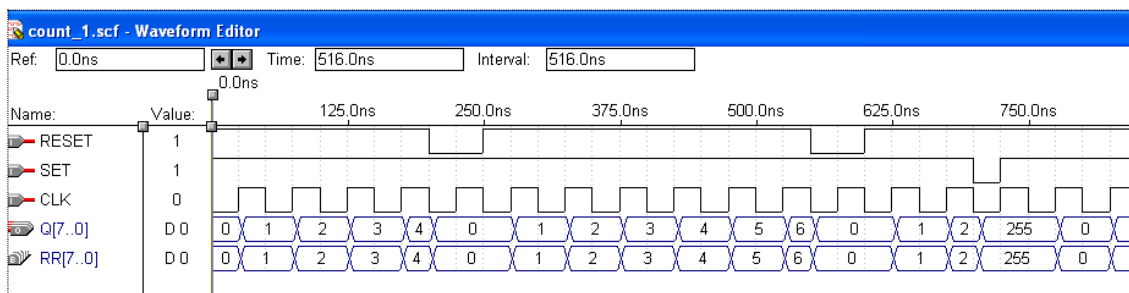 count_1.scf - Waveform Editor
Ref: 0.0ns Time: 516.0ns Interval: 516.0ns
0.0ns
Name: Value: 125.0ns 250.0ns 375.0ns 500.0ns 625.0ns 750.0ns
RESET 1
SET 1
CLK 0
Q[7..0] D 0 0 1 2 3 4 0 1 2 3 4 5 6 0 1 2 255 0
RR[7..0] D 0 0 1 2 3 4 0 1 2 3 4 5 6 0 1 2 255 0